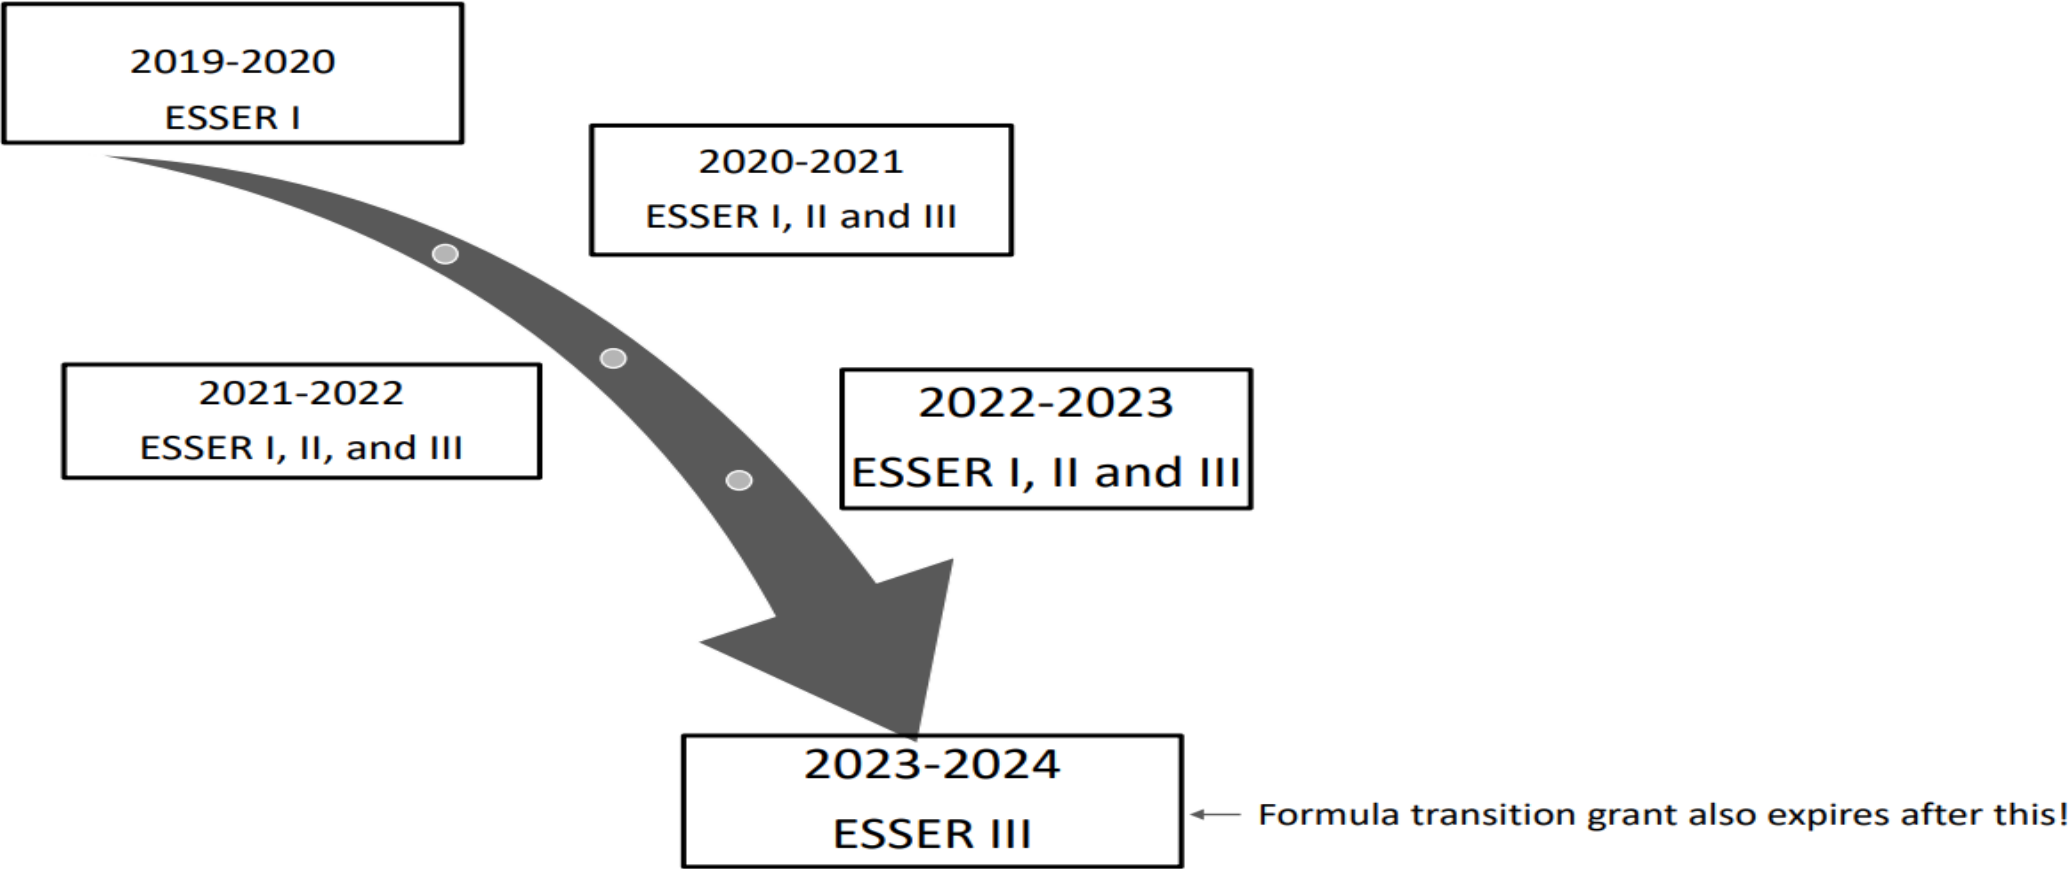 2019-2020
ESSER I
2020-2021
ESSER I, II and III
2021-2022
ESSER I, II, and III
2022-2023
ESSER I, II and III
2023-2024
ESSER III
Formula transition grant also expires after this!